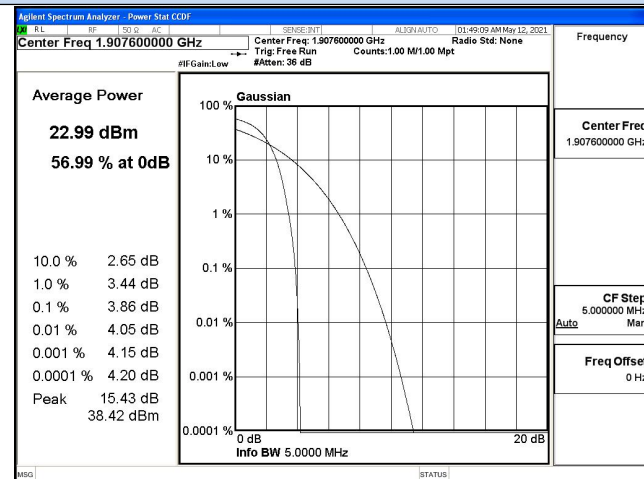 Agilent Spectrum Analyzer - Power Stat CCDF
RL RF 50 Ω AC SENSE:INT ALIGN AUTO 01:49:09 AM May 12, 2021
Center Freq 1.907600000 GHz
Center Freq: 1.907600000 GHz Radio Std: None
Trig: Free Run Counts:1.00 M/1.00 Mpt
#IFGain:Low #Atten: 36 dB
Frequency
Average Power
22.99 dBm
56.99 % at 0dB
10.0 % 2.65 dB
1.0 % 3.44 dB
0.1 % 3.86 dB
0.01 % 4.05 dB
0.001 % 4.15 dB
0.0001 % 4.20 dB
Peak 15.43 dB
38.42 dBm
Gaussian
100 %
10 %
1 %
0.1 %
0.01 %
0.001 %
0.0001 %
0 dB 20 dB
Info BW 5.0000 MHz
Center Freq
1.907600000 GHz
CF Step
5.000000 MHz
Auto Man
Freq Offset
0 Hz
MSG STATUS